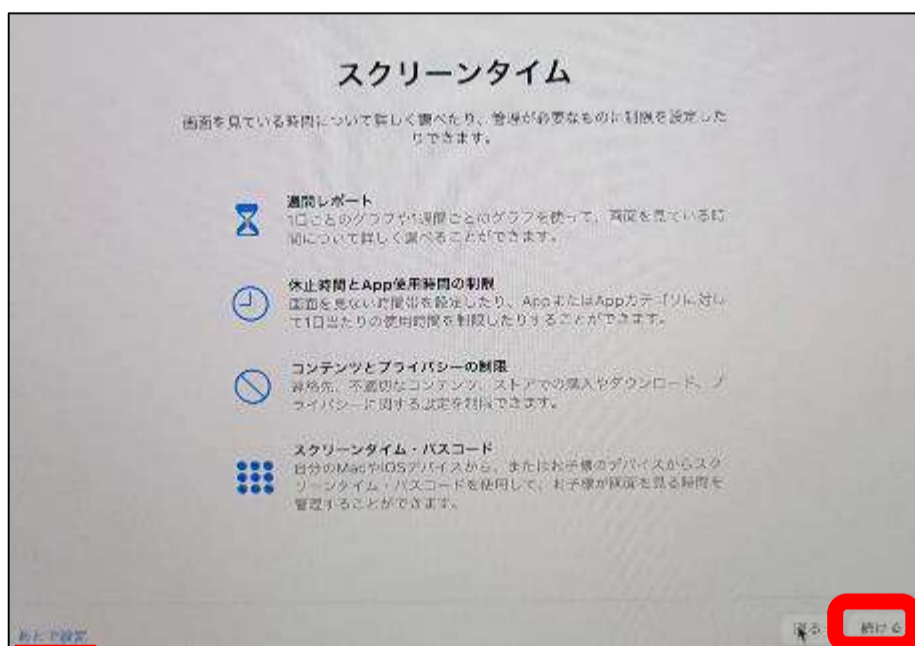 スクリーンタイム
画面を見ている時間について詳しく調べたり、管理が必要なものに制限を設定した
りできます。
週間レポート
1日ごとのグラフや1週間ごとのグラフを使って、画面を見ている時
間について詳しく調べることができます。
休止時間とApp使用時間の制限
画面を見ない時間帯を設定したり、AppまたはAppカテゴリに対し
て1日当たりの使用時間を制限したりすることができます。
コンテンツとプライバシーの制限
連絡先、不適切なコンテンツ、ストアでの購入やダウンロード、プ
ライバシーに関する設定を制限できます。
スクリーンタイム・パスコード
自分のMacやiOSデバイスから、またはお子様のデバイスからスク
リーンタイム・パスコードを使用して、お子様が画面を見る時間を
管理することができます。
あとで設定
戻る
続ける